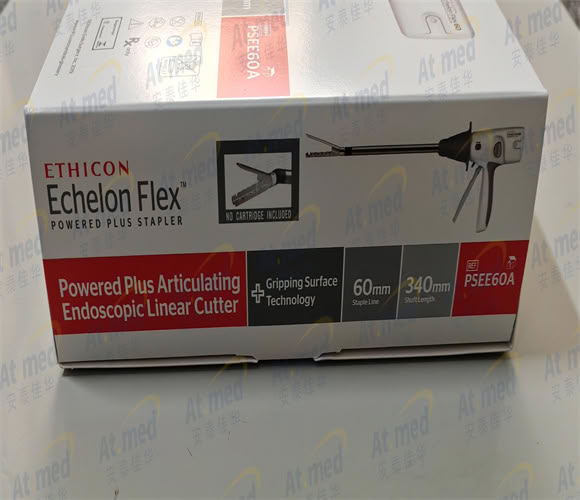 PSEE60A
ETHICON
Echelon Flex™
POWERED PLUS STAPLER
NO CARTRIDGE INCLUDED
Powered Plus Articulating
Endoscopic Linear Cutter
Gripping Surface
Technology
60mm
Staple Line
340mm
Shaft Length
REF
PSEE60A
At med
安泰佳华